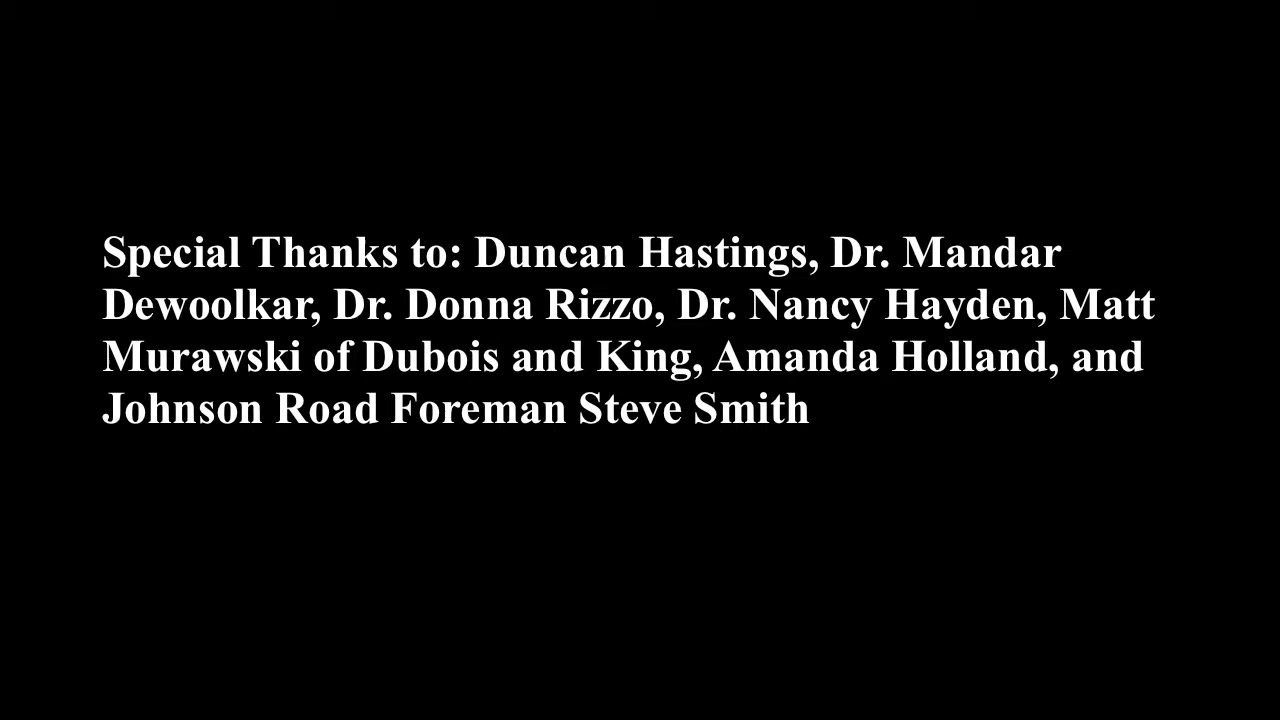 Special Thanks to: Duncan Hastings, Dr. Mandar
Dewoolkar, Dr. Donna Rizzo, Dr. Nancy Hayden, Matt
Murawski of Dubois and King, Amanda Holland, and
Johnson Road Foreman Steve Smith